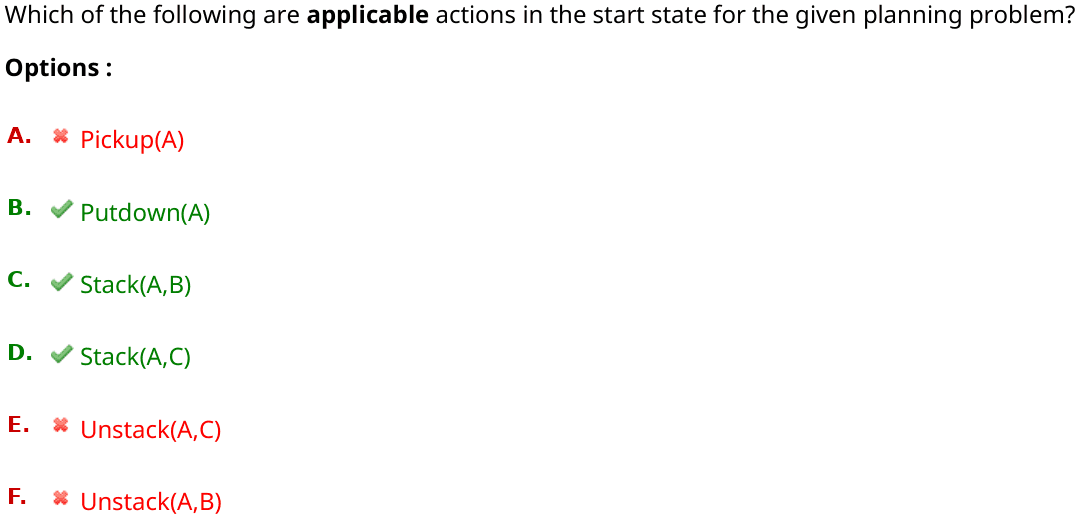 Which of the following are applicable actions in the start state for the given planning problem?
Options :
A. Pickup(A)
B. Putdown(A)
C. Stack(A,B)
D. Stack(A,C)
E. Unstack(A,C)
F. Unstack(A,B)